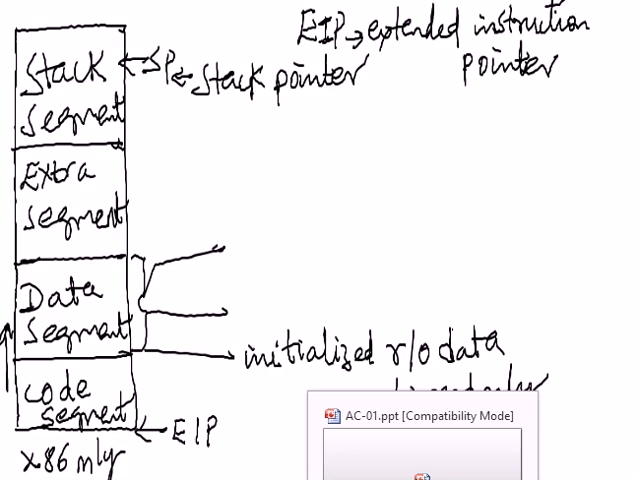 EIP → extended instruction
pointer
Stack
segment
← SP ← Stack pointer
Extra
segment
Data
segment
initialized r/o data
code
segment
← EIP
x86 mly
AC-01.ppt [Compatibility Mode]